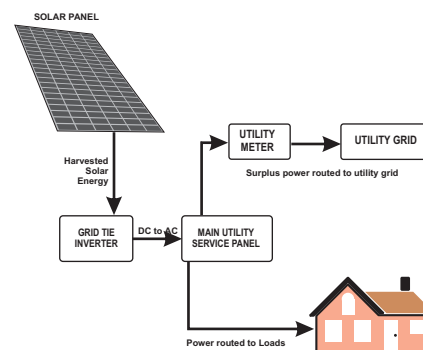 SOLAR PANEL
UTILITY
METER
UTILITY GRID
Surplus power routed to utility grid
Harvested
Solar
Energy
GRID TIE
INVERTER
DC to AC
MAIN UTILITY
SERVICE PANEL
Power routed to Loads